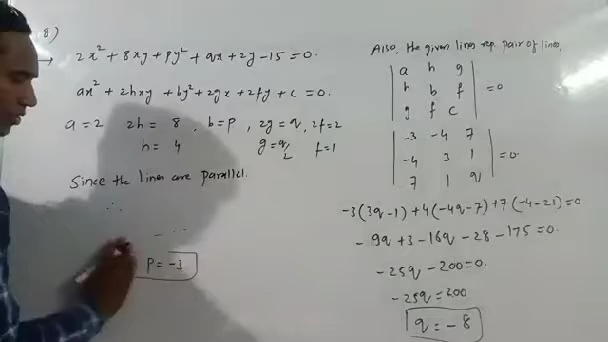 8)
→ 2x² + 8xy + py² + qx + 2y - 15 = 0.
ax² + 2hxy + by² + 2gx + 2fy + c = 0.
a = 2 2h = 8, b = p, 2g = q, 2f = 2
h = 4 g = q/2 f = 1
Since the lines are parallel.
∴
P = -3
Also, the given lines rep. pair of lines,
| a h g |
| h b f | = 0
| g f c |
| -3 -4 7 |
| -4 3 1 | = 0
| 7 1 q |
-3(3q-1) + 4(-4q-7) + 7(-4-21) = 0
- 9q + 3 - 16q - 28 - 175 = 0.
- 25q - 200 = 0.
- 25q = 200
q = - 8